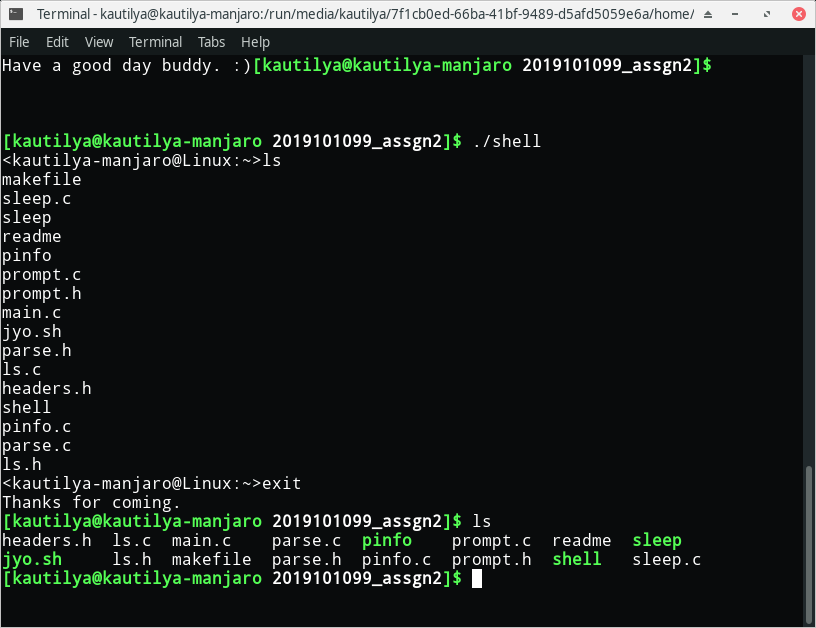 Terminal - kautilya@kautilya-manjaro:/run/media/kautilya/7f1cb0ed-66ba-41bf-9489-d5afd5059e6a/home/
File Edit View Terminal Tabs Help
Have a good day buddy. :)[kautilya@kautilya-manjaro 2019101099_assgn2]$
[kautilya@kautilya-manjaro 2019101099_assgn2]$ ./shell
<kautilya-manjaro@Linux:~>ls
makefile
sleep.c
sleep
readme
pinfo
prompt.c
prompt.h
main.c
jyo.sh
parse.h
ls.c
headers.h
shell
pinfo.c
parse.c
ls.h
<kautilya-manjaro@Linux:~>exit
Thanks for coming.
[kautilya@kautilya-manjaro 2019101099_assgn2]$ ls
headers.h  ls.c  main.c    parse.c  pinfo    prompt.c  readme  sleep
jyo.sh     ls.h  makefile  parse.h  pinfo.c  prompt.h  shell   sleep.c
[kautilya@kautilya-manjaro 2019101099_assgn2]$